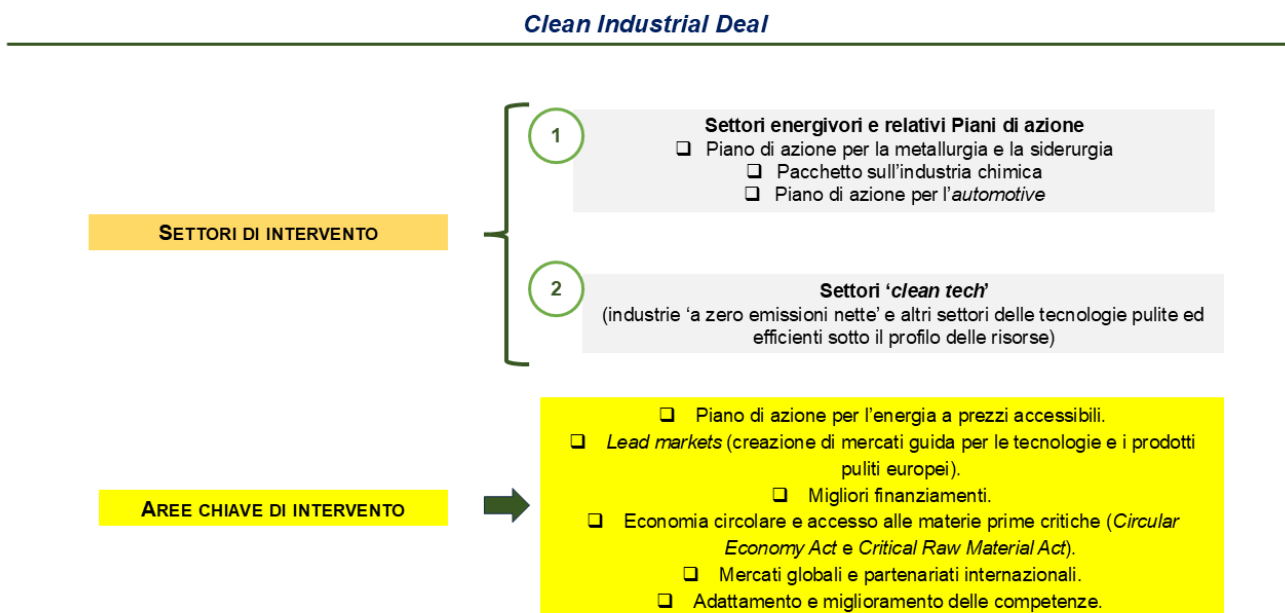 Clean Industrial Deal
1
Settori energivori e relativi Piani di azione
❑ Piano di azione per la metallurgia e la siderurgia
❑ Pacchetto sull’industria chimica
❑ Piano di azione per l’automotive
SETTORI DI INTERVENTO
2
Settori ‘clean tech’
(industrie ‘a zero emissioni nette’ e altri settori delle tecnologie pulite ed
efficienti sotto il profilo delle risorse)
❑ Piano di azione per l’energia a prezzi accessibili.
❑ Lead markets (creazione di mercati guida per le tecnologie e i prodotti
puliti europei).
❑ Migliori finanziamenti.
AREE CHIAVE DI INTERVENTO
❑ Economia circolare e accesso alle materie prime critiche (Circular
Economy Act e Critical Raw Material Act).
❑ Mercati globali e partenariati internazionali.
❑ Adattamento e miglioramento delle competenze.